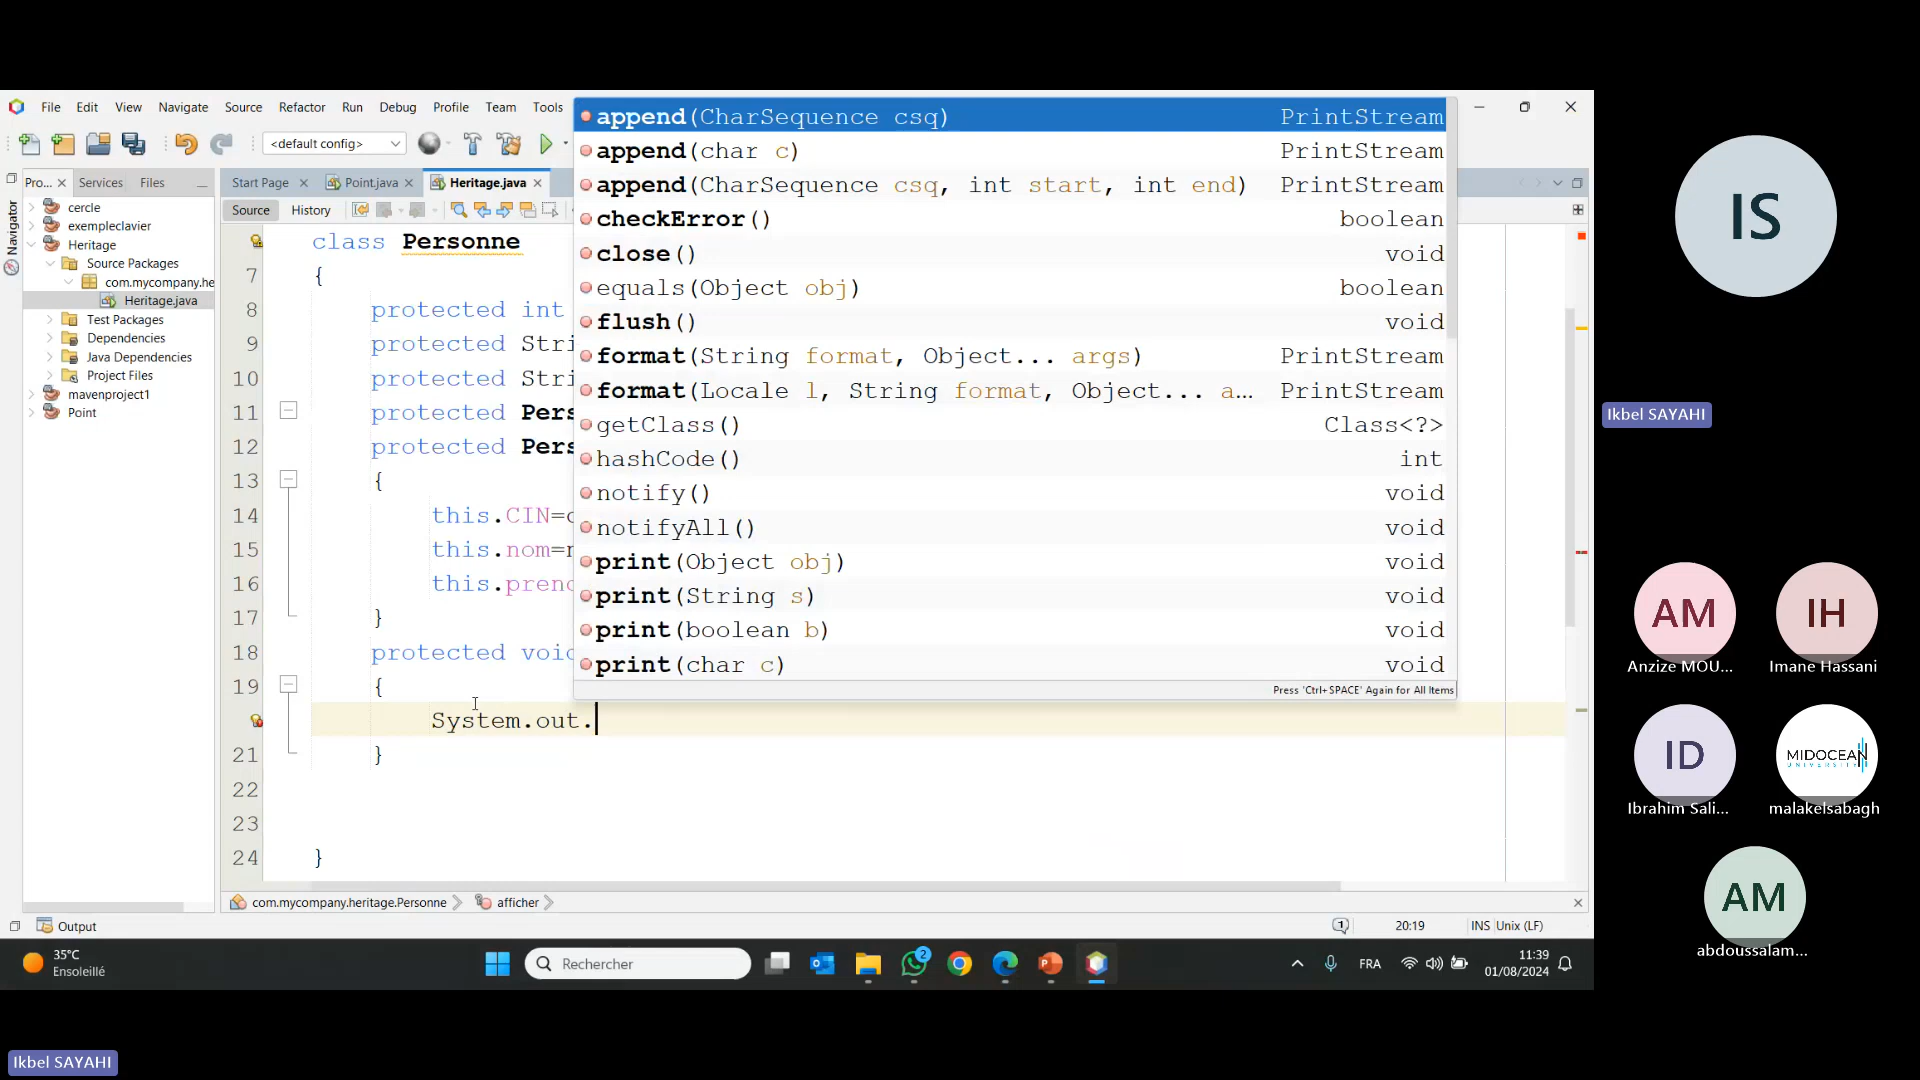 File Edit View Navigate Source Refactor Run Debug Profile Team Tools
<default config>
Pro... Services Files
Start Page Point.java Heritage.java
Source History
Navigator
cercle
exempleclavier
Heritage
Source Packages
com.mycompany.he
Heritage.java
Test Packages
Dependencies
Java Dependencies
Project Files
mavenproject1
Point
class Personne
7 {
8 protected int
9 protected Stri
10 protected Stri
11 protected Pers
12 protected Pers
13 {
14 this.CIN=c
15 this.nom=n
16 this.preno
17 }
18 protected void
19 {
System.out.
21 }
22
23
24 }
append(CharSequence csq) PrintStream
append(char c) PrintStream
append(CharSequence csq, int start, int end) PrintStream
checkError() boolean
close() void
equals(Object obj) boolean
flush() void
format(String format, Object... args) PrintStream
format(Locale l, String format, Object... a... PrintStream
getClass() Class<?>
hashCode() int
notify() void
notifyAll() void
print(Object obj) void
print(String s) void
print(boolean b) void
print(char c) void
Press 'Ctrl+SPACE' Again for All Items
com.mycompany.heritage.Personne afficher
Output
1 20:19 INS Unix (LF)
35°C
Ensoleillé
Rechercher
2
FRA
11:39
01/08/2024
IS
Ikbel SAYAHI
AM IH
Anzize MOU... Imane Hassani
ID MIDOCEAN
UNIVERSITY
Ibrahim Sali... malakelsabagh
AM
abdoussalam...
Ikbel SAYAHI